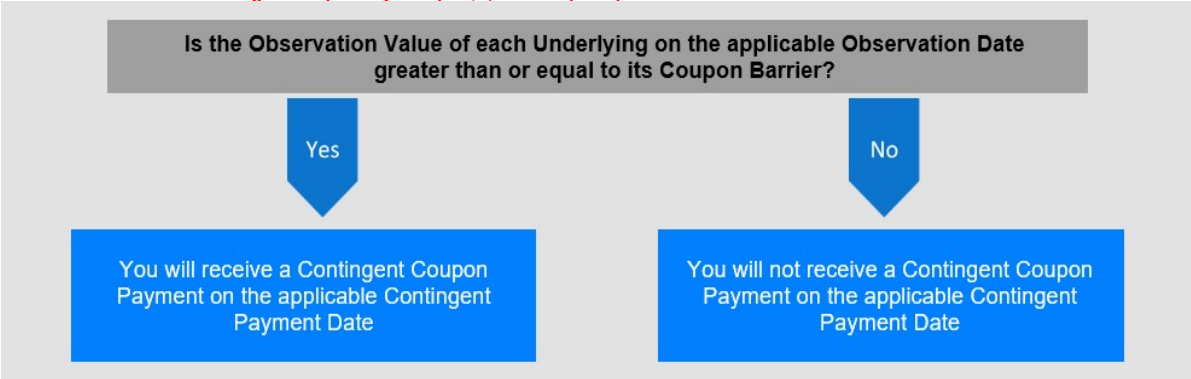 Is the Observation Value of each Underlying on the applicable Observation Date
greater than or equal to its Coupon Barrier?
Yes
No
You will receive a Contingent Coupon
Payment on the applicable Contingent
Payment Date
You will not receive a Contingent Coupon
Payment on the applicable Contingent
Payment Date